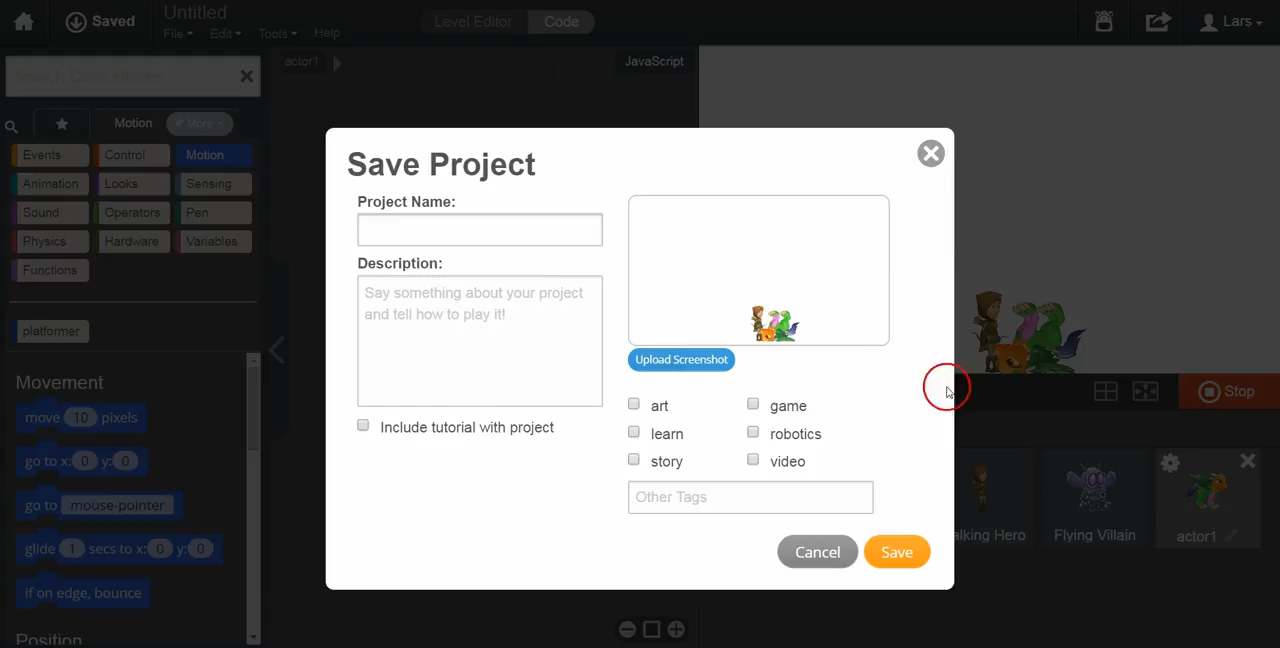 Saved
Untitled
File
Edit
Tools
Help
Level Editor
Code
Lars
Search Code Blocks
actor1
JavaScript
Motion
More
Events
Control
Motion
Animation
Looks
Sensing
Sound
Operators
Pen
Physics
Hardware
Variables
Functions
platformer
Movement
move 10 pixels
go to x: 0 y: 0
go to mouse-pointer
glide 1 secs to x: 0 y: 0
if on edge, bounce
Position
Save Project
Project Name:
Description:
Say something about your project
and tell how to play it!
Include tutorial with project
Upload Screenshot
art
game
learn
robotics
story
video
Other Tags
Cancel
Save
Stop
alking Hero
Flying Villain
actor1